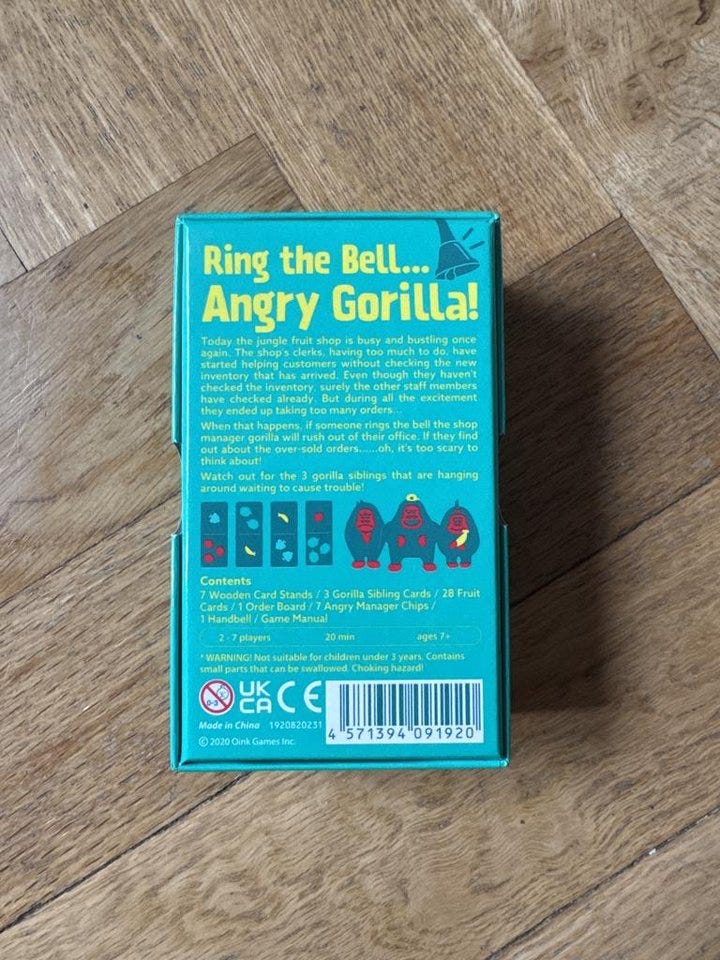 Ring the Bell...
Angry Gorilla!
Today the jungle fruit shop is busy and bustling once
again. The shop's clerks, having too much to do, have
started helping customers without checking the new
inventory that has arrived. Even though they haven't
checked the inventory, surely the other staff members
have checked already. But during all the excitement
they ended up taking too many orders...
When that happens, if someone rings the bell the shop
manager gorilla will rush out of their office. If they find
out about the over-sold orders......oh, it's too scary to
think about!
Watch out for the 3 gorilla siblings that are hanging
around waiting to cause trouble!
Contents
7 Wooden Card Stands / 3 Gorilla Sibling Cards / 28 Fruit
Cards / 1 Order Board / 7 Angry Manager Chips /
1 Handbell / Game Manual
2 - 7 players 20 min ages 7+
* WARNING! Not suitable for children under 3 years. Contains
small parts that can be swallowed. Choking hazard!
0-3 UK CA CE
Made in China 1920820231
© 2020 Oink Games Inc.
4 571394 091920